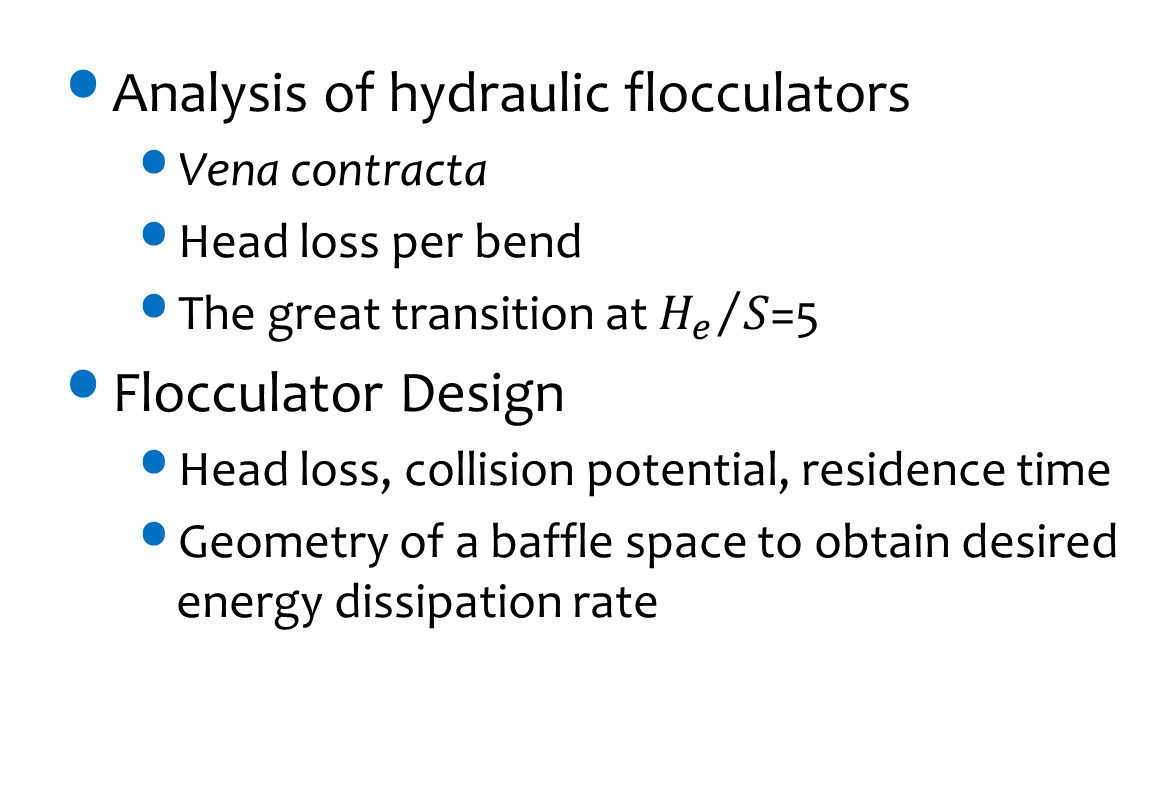 • Analysis of hydraulic flocculators
• Vena contracta
• Head loss per bend
• The great transition at Hₑ/S=5
• Flocculator Design
• Head loss, collision potential, residence time
• Geometry of a baffle space to obtain desired
energy dissipation rate